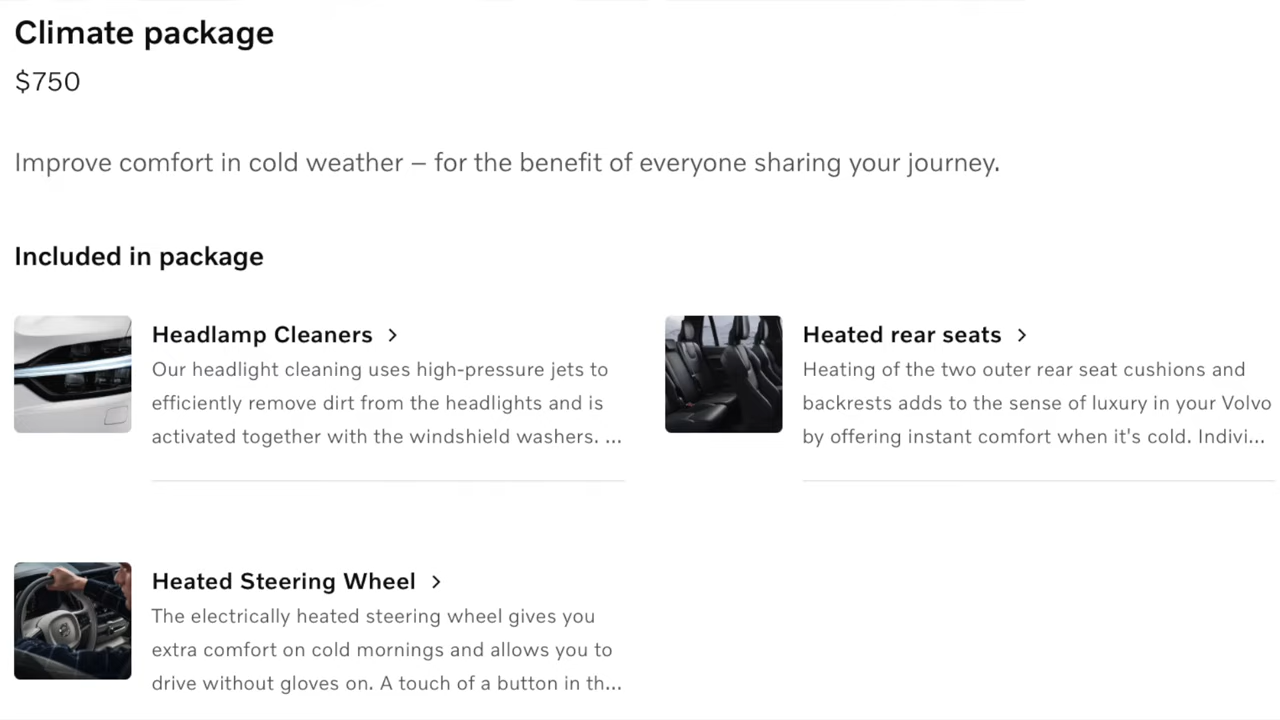 Climate package
$750
Improve comfort in cold weather – for the benefit of everyone sharing your journey.
Included in package
Headlamp Cleaners
Our headlight cleaning uses high-pressure jets to
efficiently remove dirt from the headlights and is
activated together with the windshield washers. ...
Heated rear seats
Heating of the two outer rear seat cushions and
backrests adds to the sense of luxury in your Volvo
by offering instant comfort when it's cold. Indivi...
Heated Steering Wheel
The electrically heated steering wheel gives you
extra comfort on cold mornings and allows you to
drive without gloves on. A touch of a button in th...